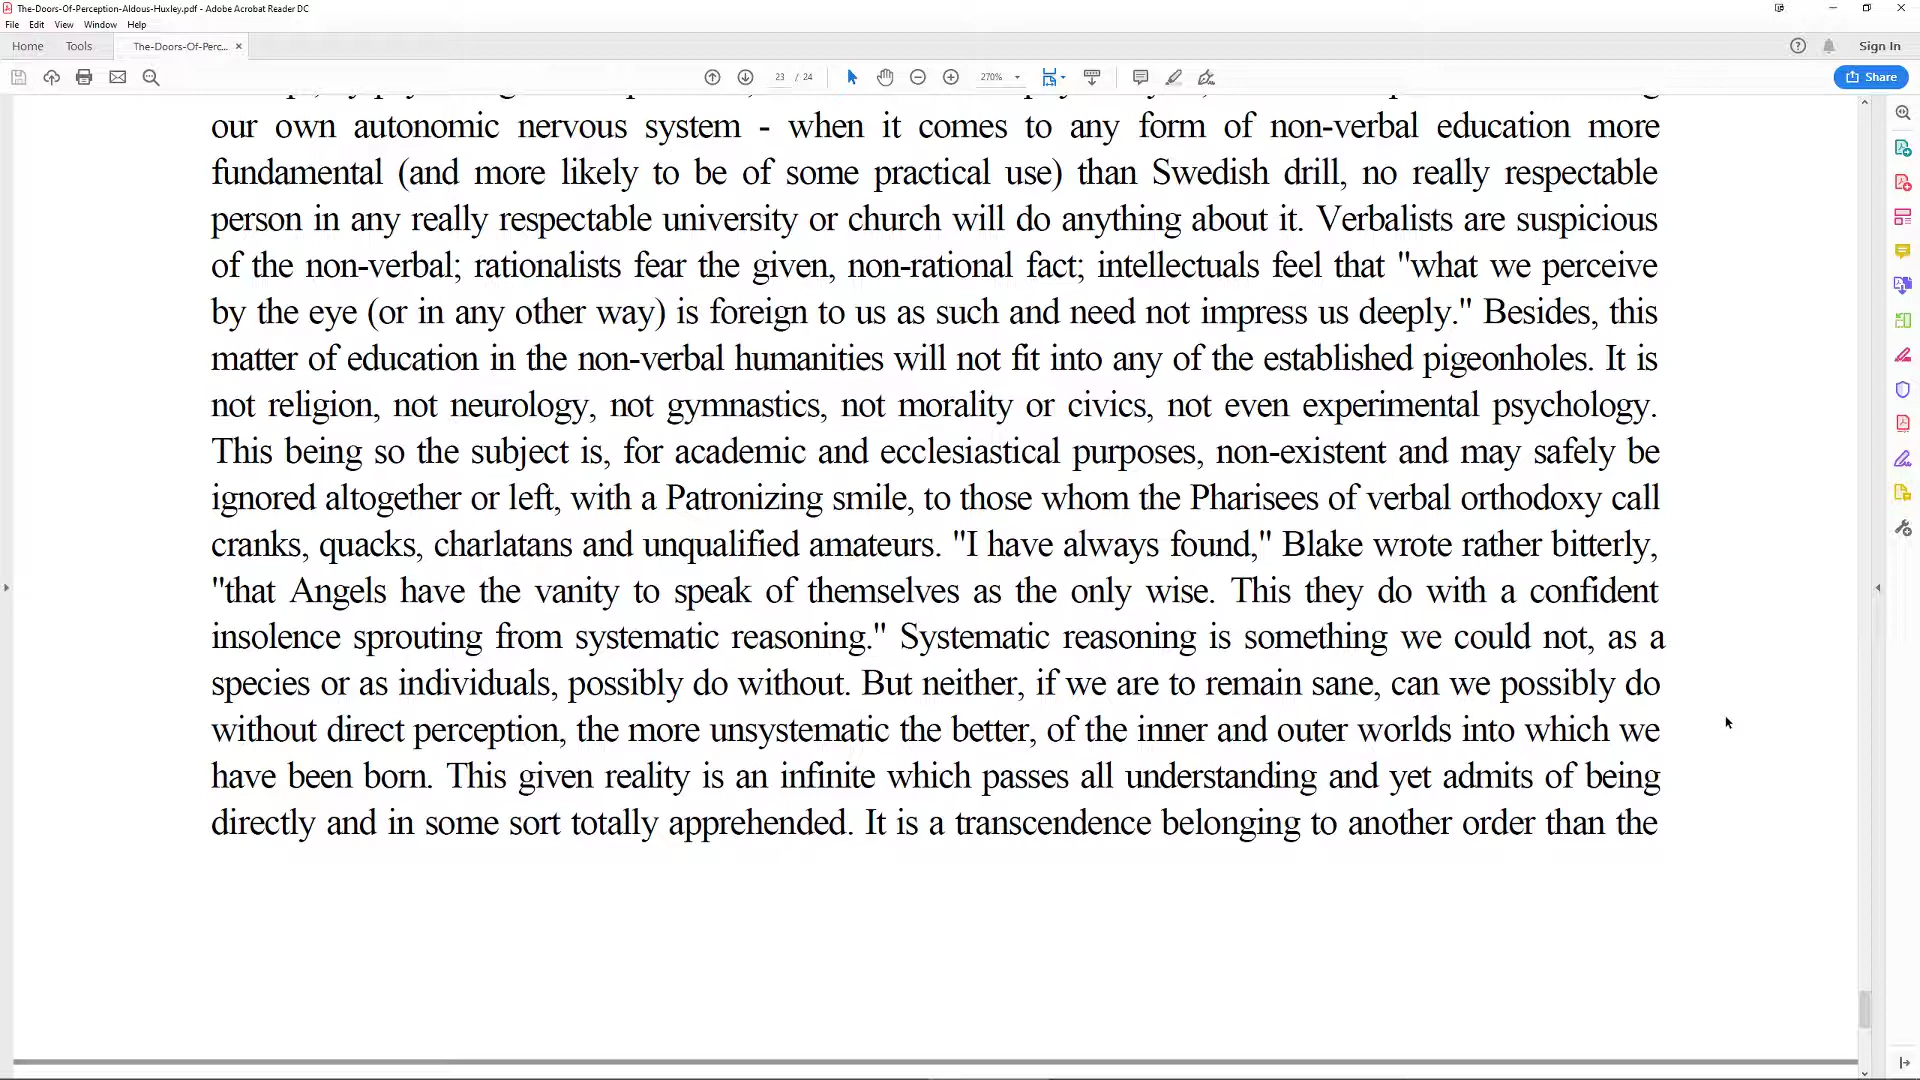 The-Doors-Of-Perception-Aldous-Huxley.pdf - Adobe Acrobat Reader DC
File Edit View Window Help
Home Tools The-Doors-Of-Perc... × Sign In
23 / 24 270% Share
our own autonomic nervous system - when it comes to any form of non-verbal education more
fundamental (and more likely to be of some practical use) than Swedish drill, no really respectable
person in any really respectable university or church will do anything about it. Verbalists are suspicious
of the non-verbal; rationalists fear the given, non-rational fact; intellectuals feel that "what we perceive
by the eye (or in any other way) is foreign to us as such and need not impress us deeply." Besides, this
matter of education in the non-verbal humanities will not fit into any of the established pigeonholes. It is
not religion, not neurology, not gymnastics, not morality or civics, not even experimental psychology.
This being so the subject is, for academic and ecclesiastical purposes, non-existent and may safely be
ignored altogether or left, with a Patronizing smile, to those whom the Pharisees of verbal orthodoxy call
cranks, quacks, charlatans and unqualified amateurs. "I have always found," Blake wrote rather bitterly,
"that Angels have the vanity to speak of themselves as the only wise. This they do with a confident
insolence sprouting from systematic reasoning." Systematic reasoning is something we could not, as a
species or as individuals, possibly do without. But neither, if we are to remain sane, can we possibly do
without direct perception, the more unsystematic the better, of the inner and outer worlds into which we
have been born. This given reality is an infinite which passes all understanding and yet admits of being
directly and in some sort totally apprehended. It is a transcendence belonging to another order than the